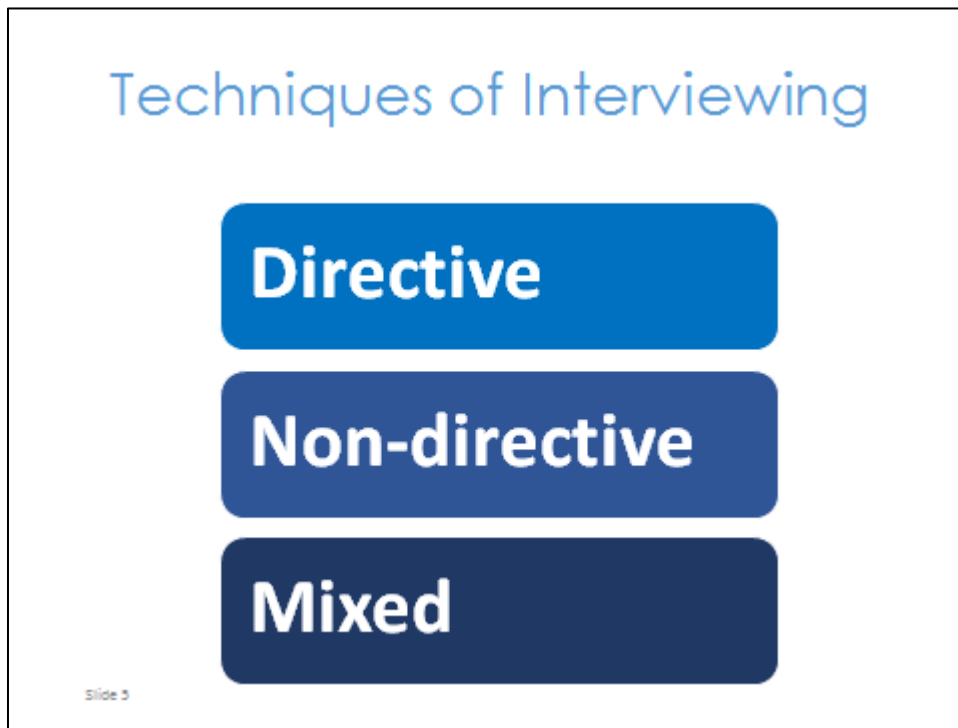 Techniques of Interviewing
Directive
Non-directive
Mixed
Slide 5